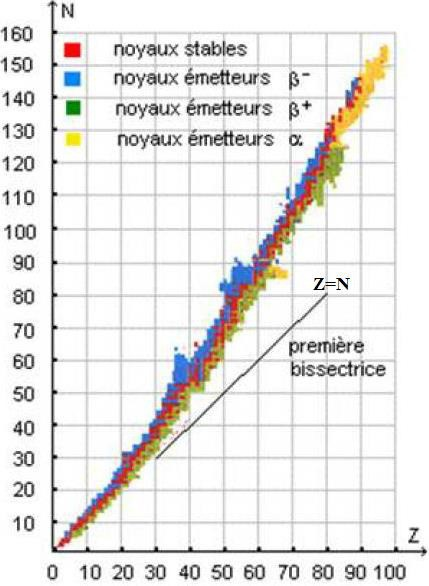 N
160
noyaux stables
150
noyaux émetteurs β⁻
140
noyaux émetteurs β⁺
130
noyaux émetteurs α
120
110
100
90
Z=N
80
70
première
bissectrice
60
50
40
30
20
10
Z
0 10 20 30 40 50 60 70 80 90 100